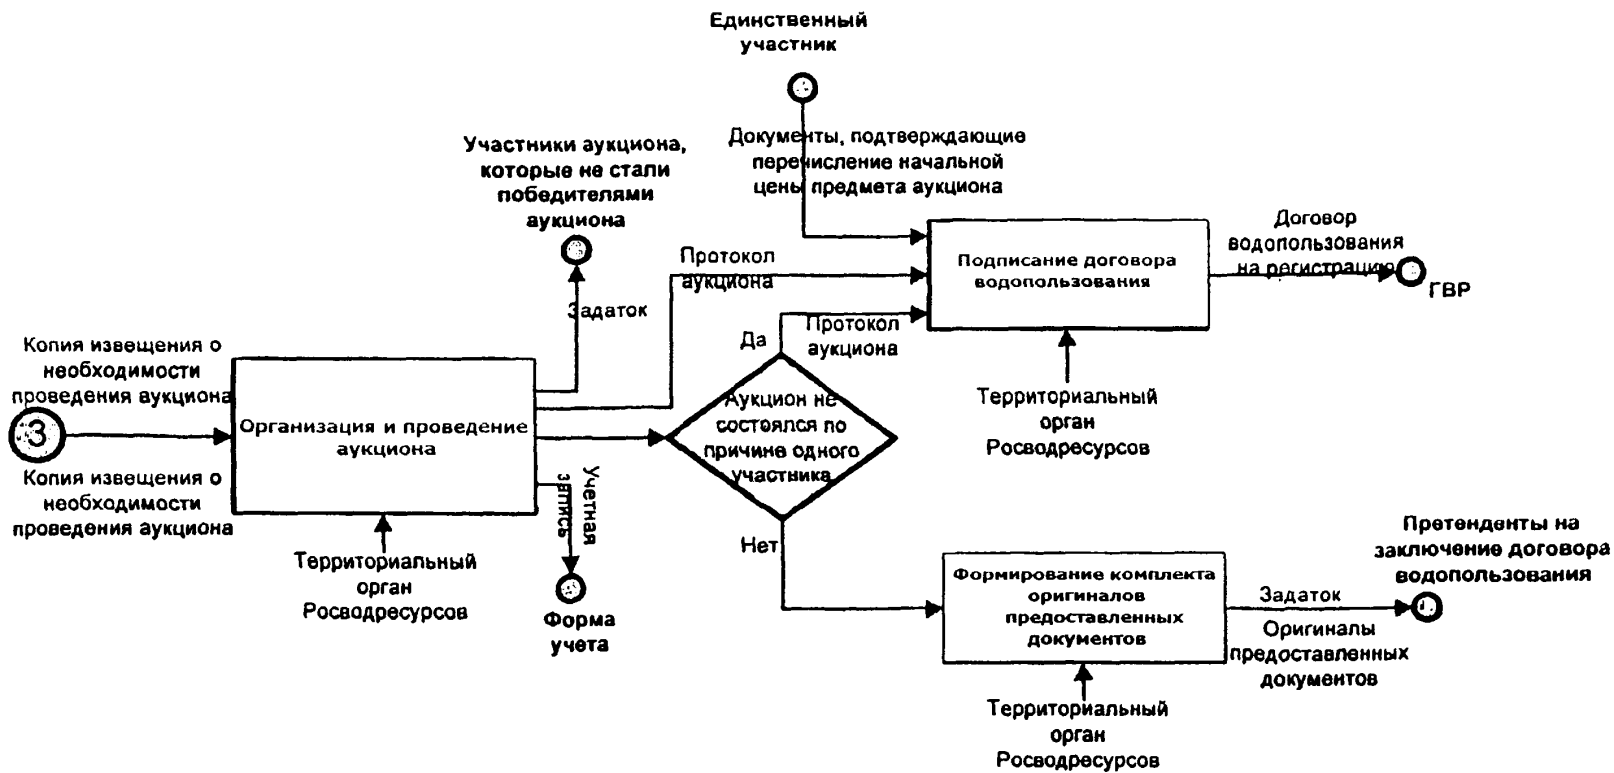 Единственный
участник
Документы, подтверждающие
перечисление начальной
цены предмета аукциона
Участники аукциона,
которые не стали
победителями
аукциона
Задаток
Протокол
аукциона
Подписание договора
водопользования
Договор
водопользования
на регистрацию
ГВР
Да
Протокол
аукциона
Территориальный
орган
Росводресурсов
Копия извещения о
необходимости
проведения аукциона
3
Копия извещения о
необходимости
проведения аукциона
Организация и проведение
аукциона
Аукцион не
состоялся по
причине одного
участника
Учетная
запись
Территориальный
орган
Росводресурсов
Форма
учета
Нет
Формирование комплекта
оригиналов
предоставленных
документов
Претенденты на
заключение договора
водопользования
Задаток
Оригиналы
предоставленных
документов
Территориальный
орган
Росводресурсов